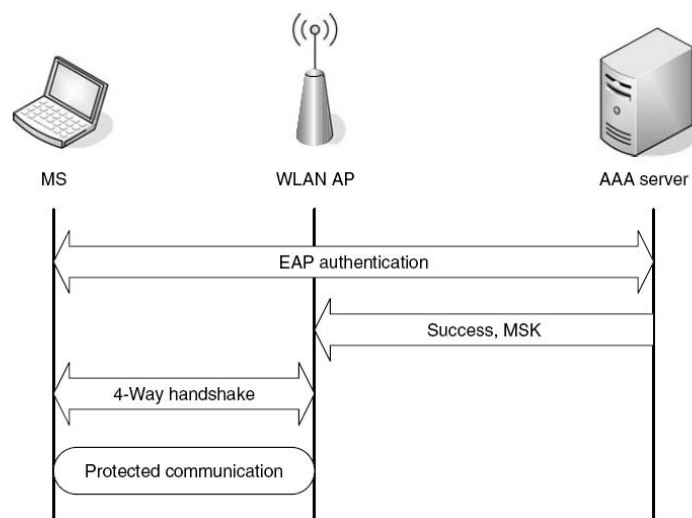 MS
WLAN AP
AAA server
EAP authentication
Success, MSK
4-Way handshake
Protected communication